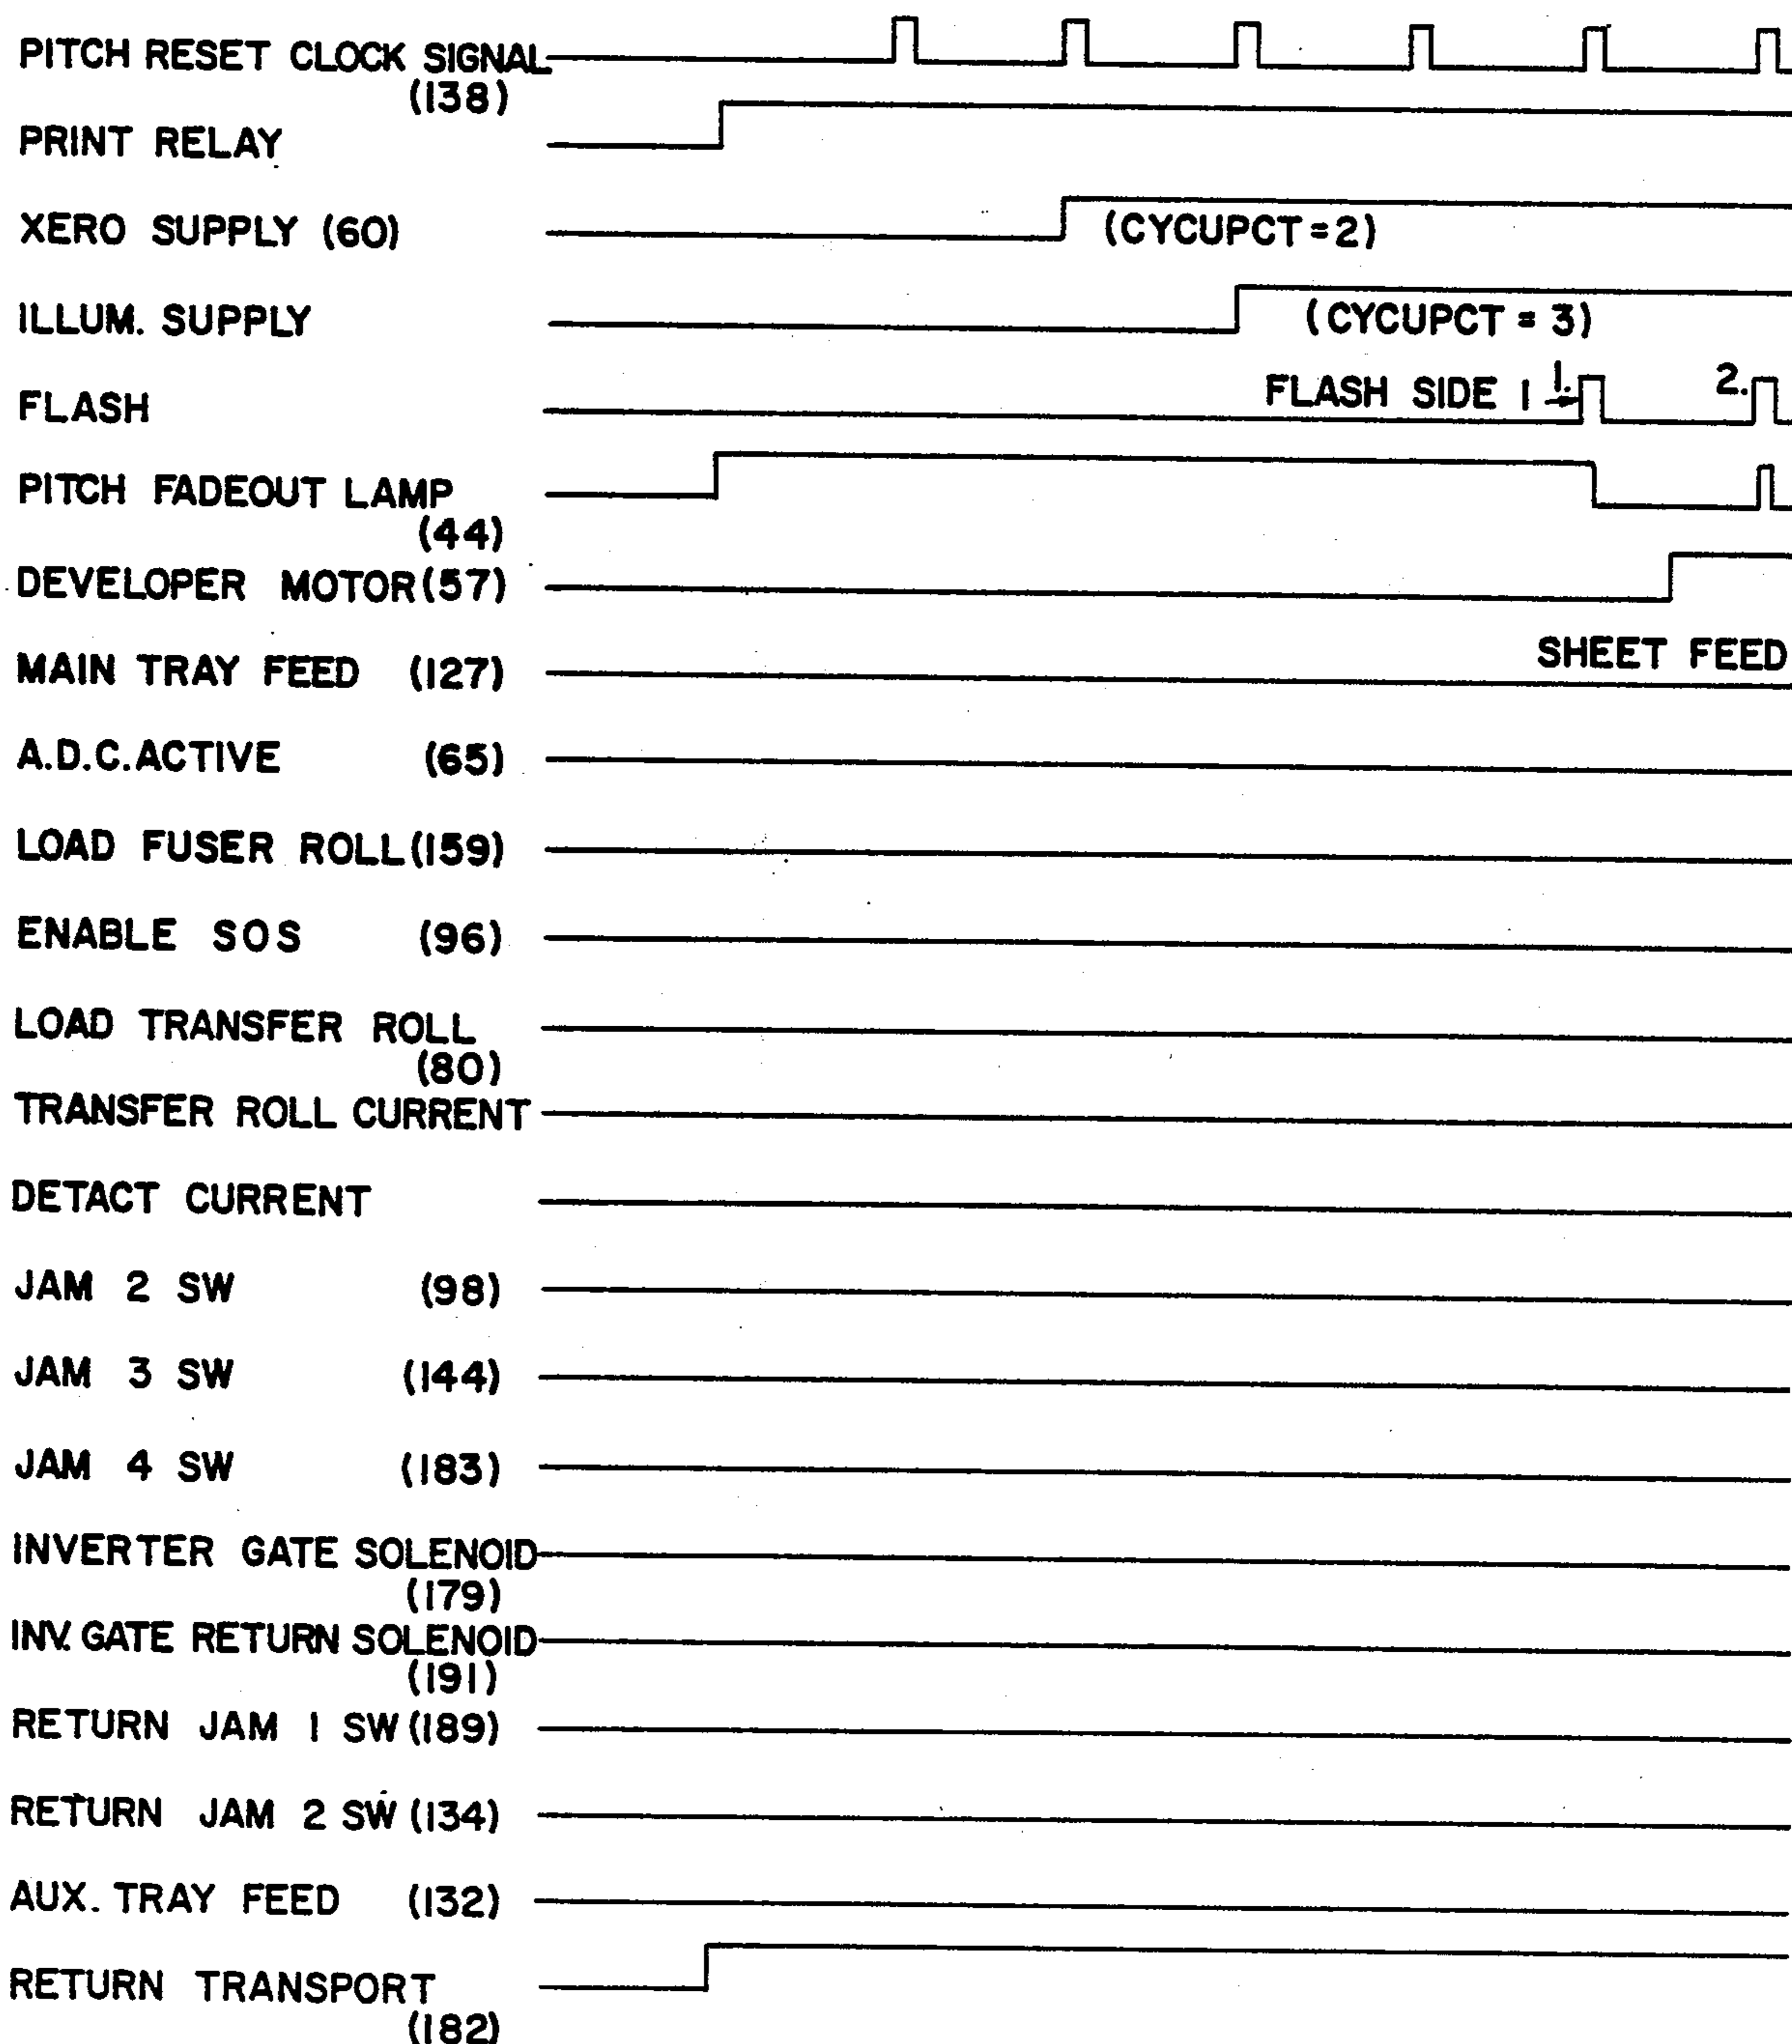 PITCH RESET CLOCK SIGNAL
(138)
PRINT RELAY
XERO SUPPLY (60)
(CYCUPCT=2)
ILLUM. SUPPLY
(CYCUPCT = 3)
FLASH
FLASH SIDE 1
1.
2.
PITCH FADEOUT LAMP
(44)
DEVELOPER MOTOR(57)
MAIN TRAY FEED (127)
SHEET FEED
A.D.C.ACTIVE (65)
LOAD FUSER ROLL(159)
ENABLE SOS (96)
LOAD TRANSFER ROLL
(80)
TRANSFER ROLL CURRENT
DETACT CURRENT
JAM 2 SW (98)
JAM 3 SW (144)
JAM 4 SW (183)
INVERTER GATE SOLENOID
(179)
INV. GATE RETURN SOLENOID
(191)
RETURN JAM 1 SW (189)
RETURN JAM 2 SW (134)
AUX. TRAY FEED (132)
RETURN TRANSPORT
(182)